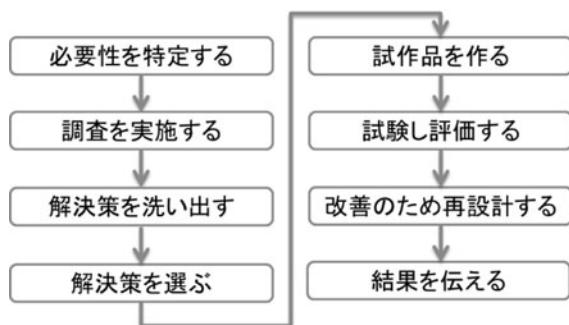 必要性を特定する
調査を実施する
解決策を洗い出す
解決策を選ぶ
試作品を作る
試験し評価する
改善のため再設計する
結果を伝える